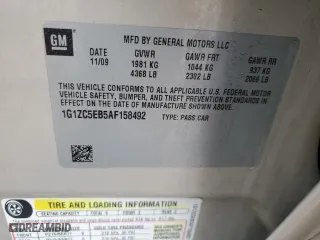 GM
MFD BY GENERAL MOTORS LLC
11/09 GVWR GAWR FRT GAWR RR
1981 KG 1044 KG 937 KG
4368 LB 2302 LB 2066 LB
THIS VEHICLE CONFORMS TO ALL APPLICABLE U.S. FEDERAL
MOTOR VEHICLE SAFETY, BUMPER, AND THEFT PREVENTION
STANDARDS IN EFFECT ON THE DATE OF MANUFACTURE
SHOWN ABOVE.
1G1ZC5EB5AF158492 TYPE: PASS CAR
TIRE AND LOADING INFORMATION
SEATING CAPACITY